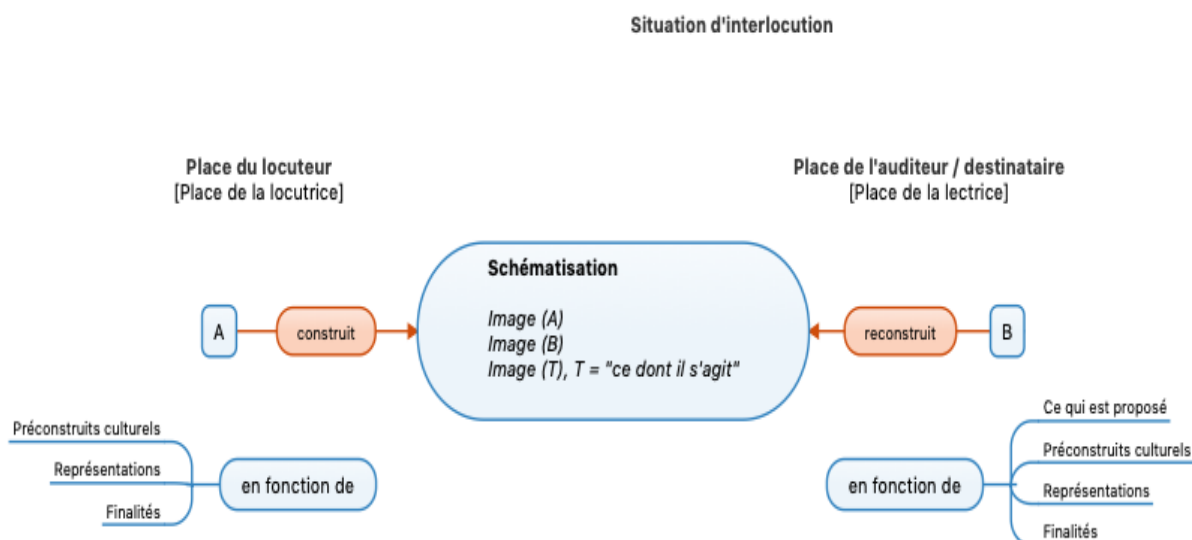 Situation d'interlocution
Place du locuteur
[Place de la locutrice]
Place de l'auditeur / destinataire
[Place de la lectrice]
Schématisation
Image (A)
Image (B)
Image (T), T = "ce dont il s'agit"
A
construit
reconstruit
B
Préconstruits culturels
Représentations
Finalités
en fonction de
en fonction de
Ce qui est proposé
Préconstruits culturels
Représentations
Finalités